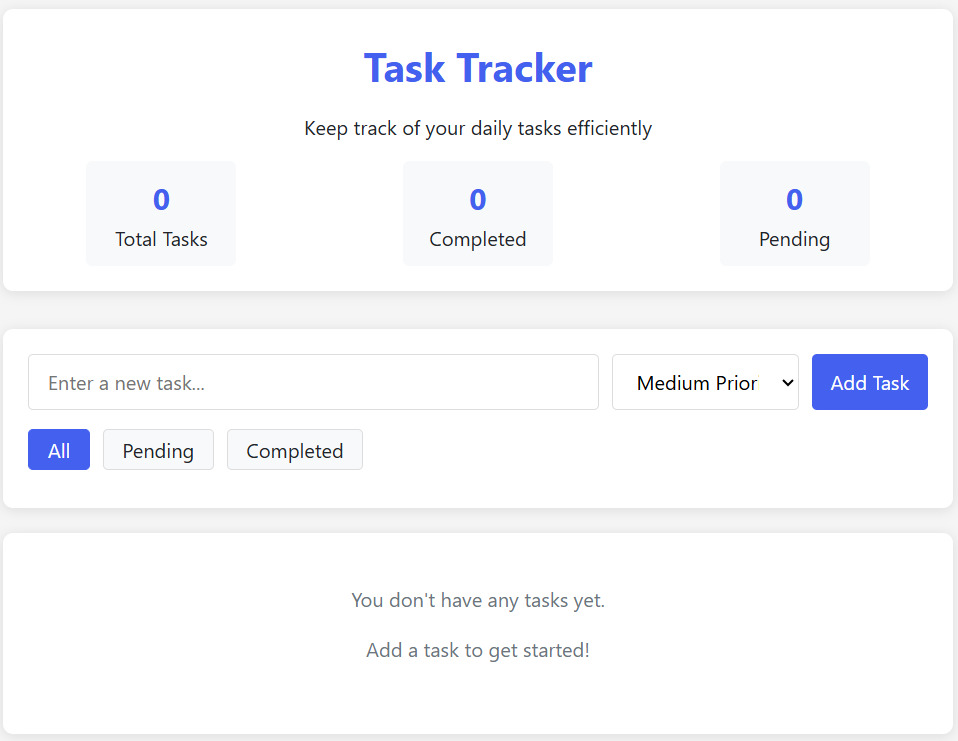 Task Tracker
Keep track of your daily tasks efficiently
0 0 0
Total Tasks Completed Pending
Enter a new task... Medium Prior Add Task
All Pending Completed
You don't have any tasks yet.
Add a task to get started!